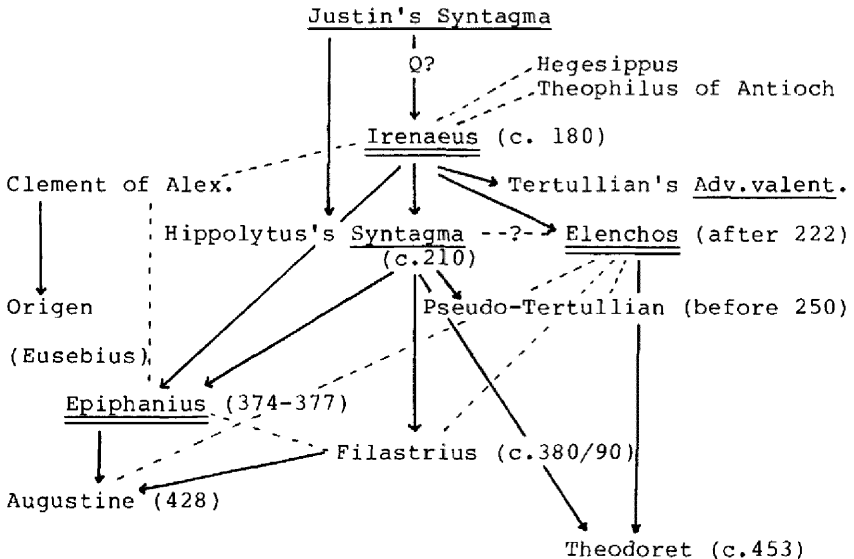 Justin's Syntagma
Q?
Hegesippus
Theophilus of Antioch
Irenaeus (c. 180)
Clement of Alex.
Tertullian's Adv.valent.
Hippolytus's Syntagma --?-- Elenchos (after 222)
(c.210)
Origen
Pseudo-Tertullian (before 250)
(Eusebius)
Epiphanius (374-377)
Filastrius (c.380/90)
Augustine (428)
Theodoret (c.453)